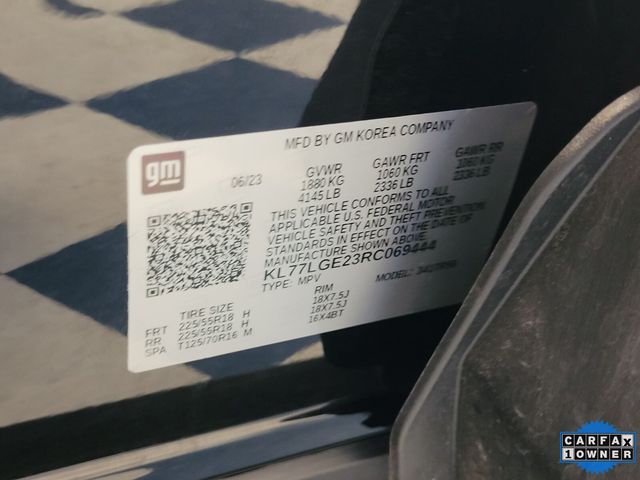 MFD BY GM KOREA COMPANY
gm
06/23
GVWR GAWR FRT GAWR RR
1880 KG 1060 KG 1060 KG
4145 LB 2336 LB 2336 LB
THIS VEHICLE CONFORMS TO ALL
APPLICABLE U.S. FEDERAL MOTOR
VEHICLE SAFETY AND THEFT PREVENTION
STANDARDS IN EFFECT ON THE DATE OF
MANUFACTURE SHOWN ABOVE.
KL77LGE23RC069444
TYPE: MPV MODEL:
TIRE SIZE RIM
FRT 225/55R18 H 18X7.5J
RR 225/55R18 H 18X7.5J
SPA T125/70R16 M 16X4BT
CARFAX
1 OWNER